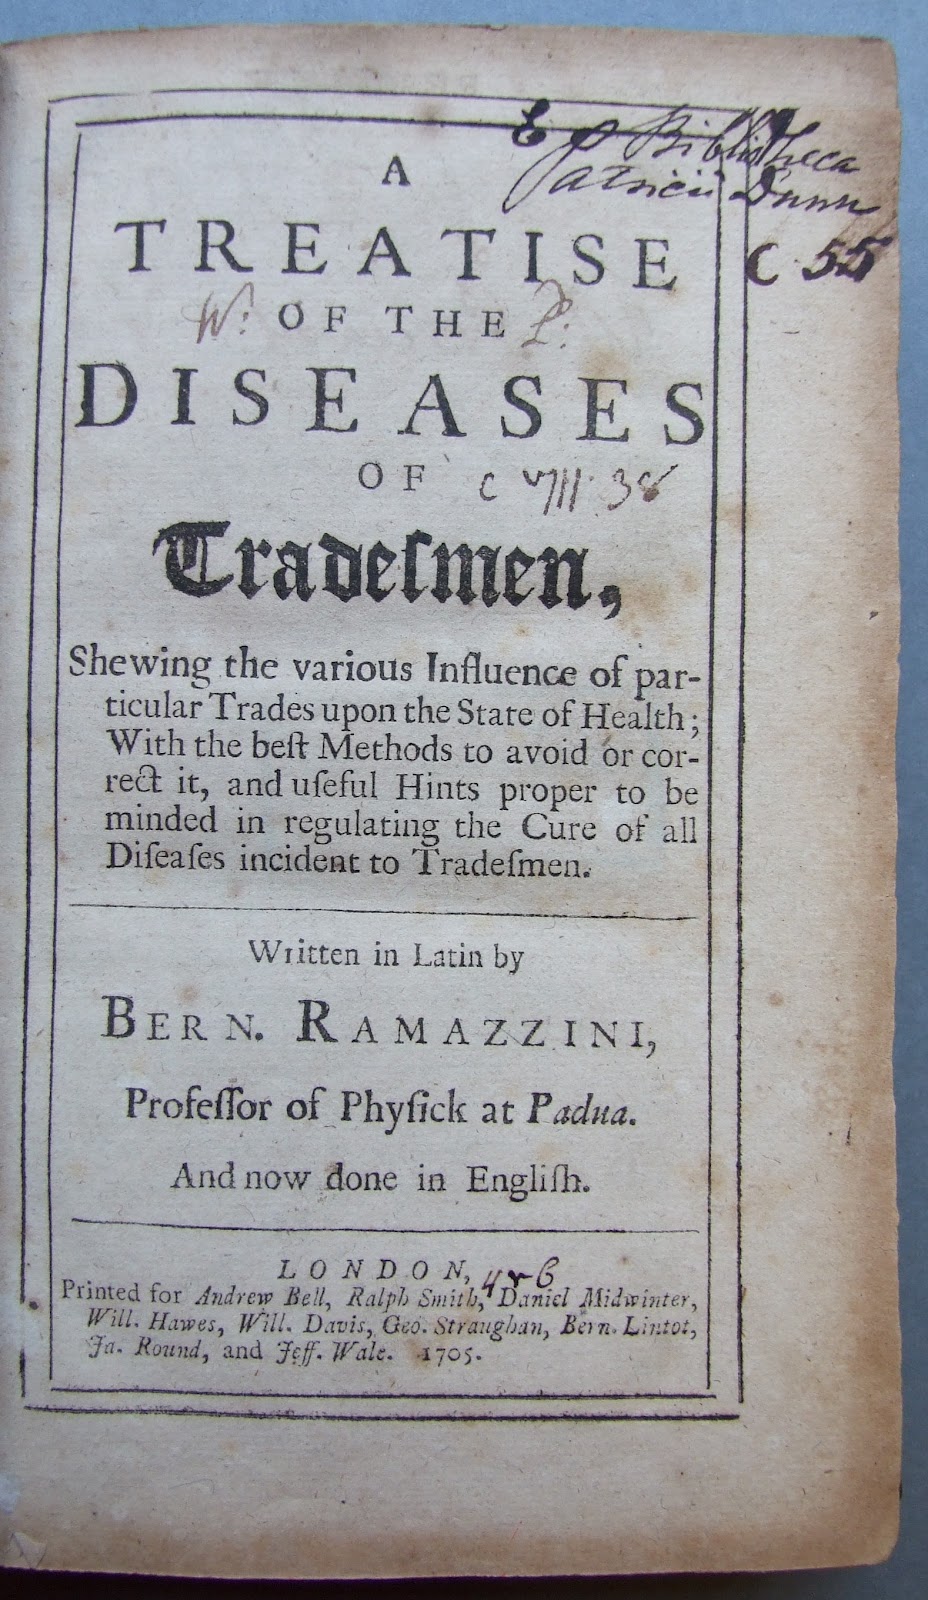 E Bibliotheca
Patricii Dunn
A
TREATISE
C 55
W: OF THE P:
DISEASES
OF C VIII 38
Tradeſmen,
Shewing the various Influence of par-
ticular Trades upon the State of Health;
With the beſt Methods to avoid or cor-
rect it, and uſeful Hints proper to be
minded in regulating the Cure of all
Diſeaſes incident to Tradeſmen.
Written in Latin by
BERN. RAMAZZINI,
Profeſſor of Phyſick at Padua.
And now done in Engliſh.
LONDON,
Printed for Andrew Bell, Ralph Smith, Daniel Midwinter,
Will. Hawes, Will. Davis, Geo. Straughan, Bern. Lintot,
Ja. Round, and Jeff. Wale. 1705.